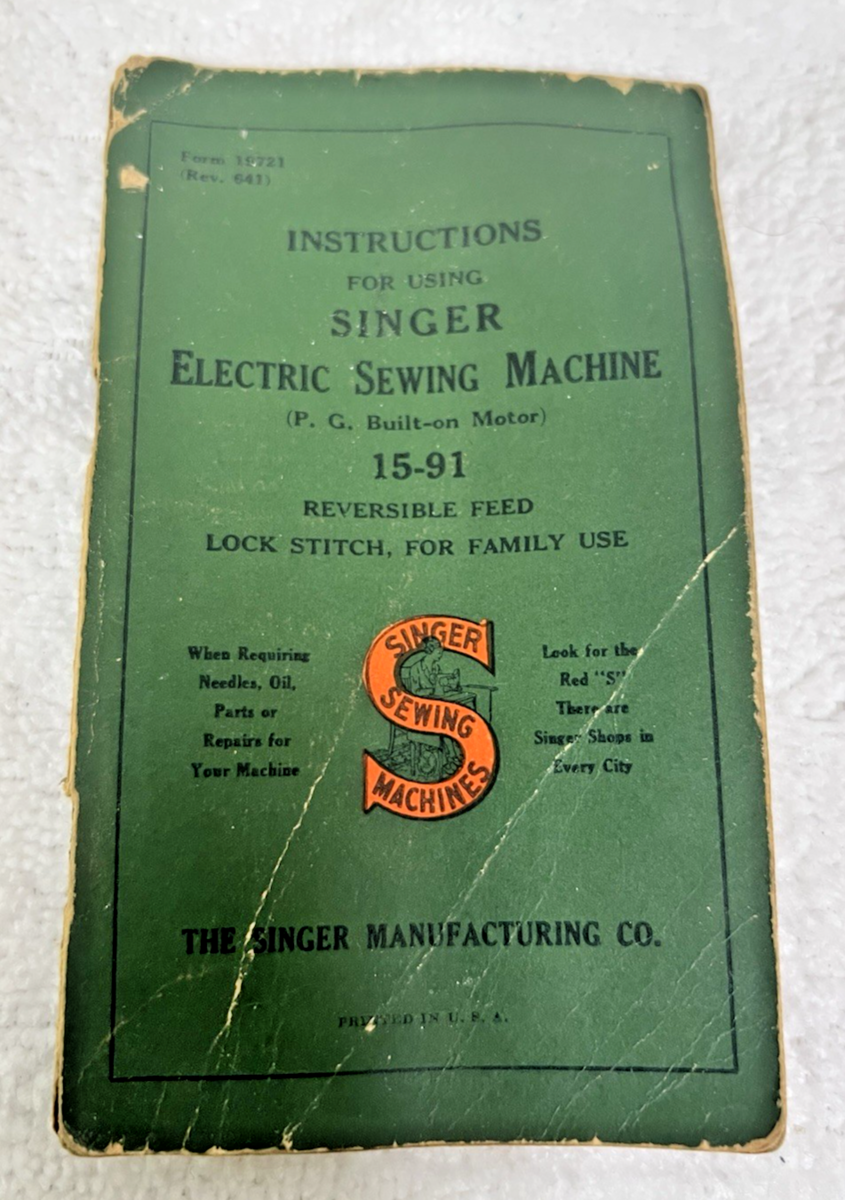 Form 19721
(Rev. 641)
INSTRUCTIONS
FOR USING
SINGER
ELECTRIC SEWING MACHINE
(P. G. Built-on Motor)
15-91
REVERSIBLE FEED
LOCK STITCH, FOR FAMILY USE
When Requiring
Needles, Oil,
Parts or
Repairs for
Your Machine
SINGER
SEWING
MACHINES
Look for the
Red "S"
There are
Singer Shops in
Every City
THE SINGER MANUFACTURING CO.
PRINTED IN U. S. A.